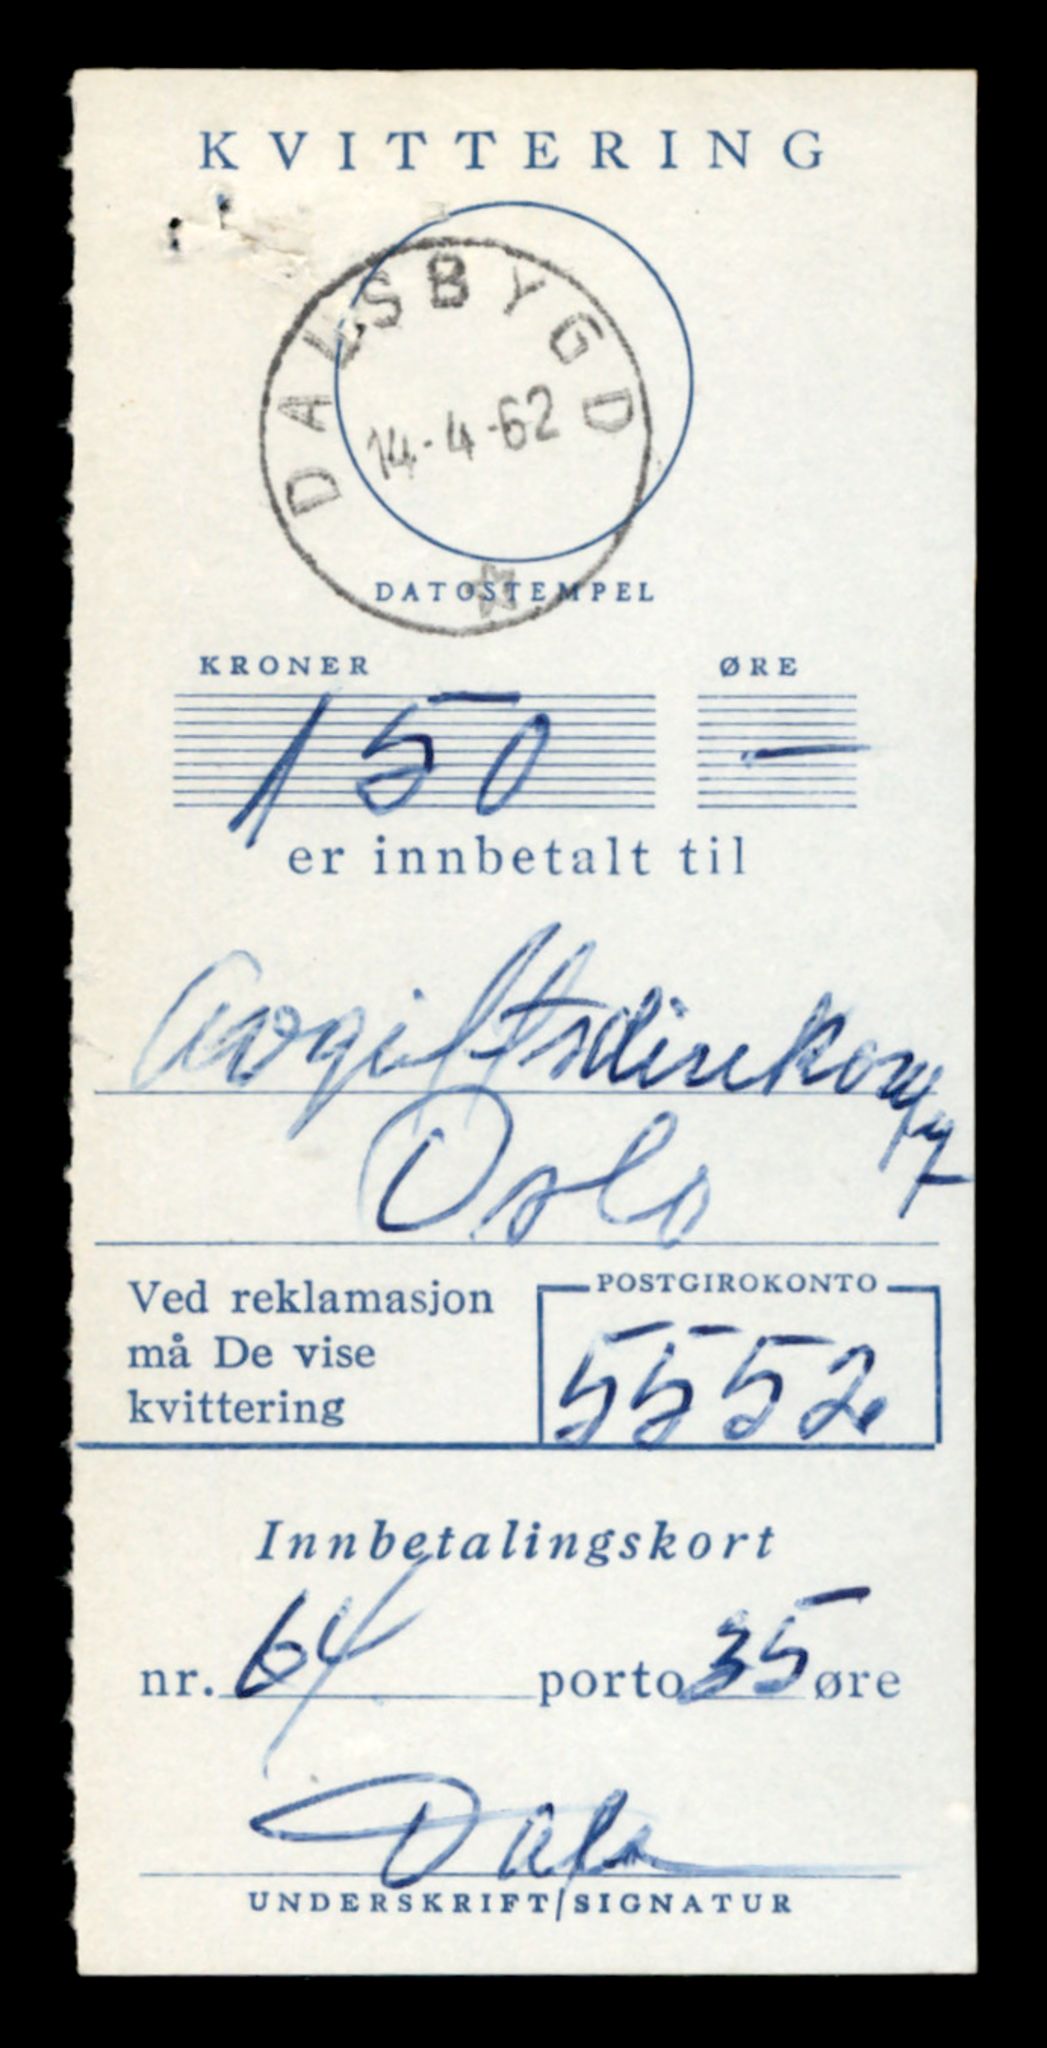 KVITTERING
DALSBYGD
14-4-62
DATOSTEMPEL
KRONER ØRE
150 —
er innbetalt til
Oslo
Ved reklamasjon
må De vise
kvittering
POSTGIROKONTO
5552
Innbetalingskort
nr. 64 porto 35 øre
UNDERSKRIFT/SIGNATUR